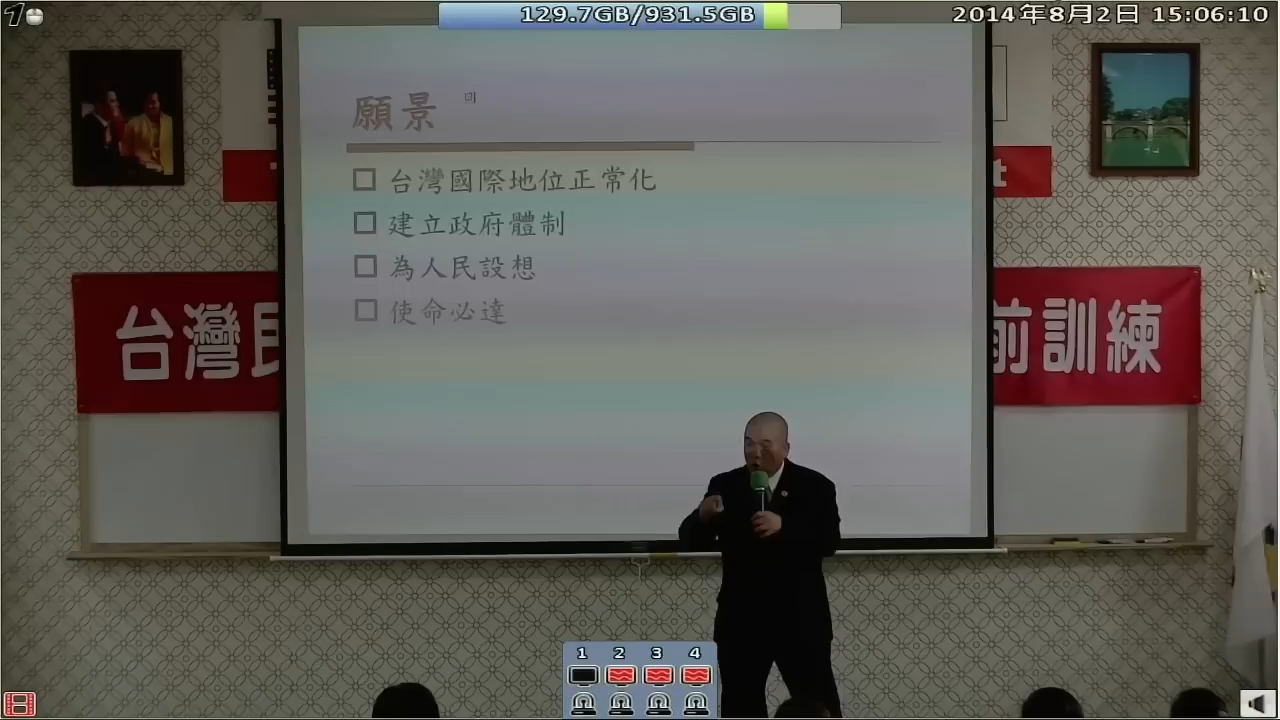 129.7GB/931.5GB
2014年8月2日 15:06:10
願景
台灣國際地位正常化
建立政府體制
為人民設想
使命必達
t
台灣民
前訓練
1 2 3 4